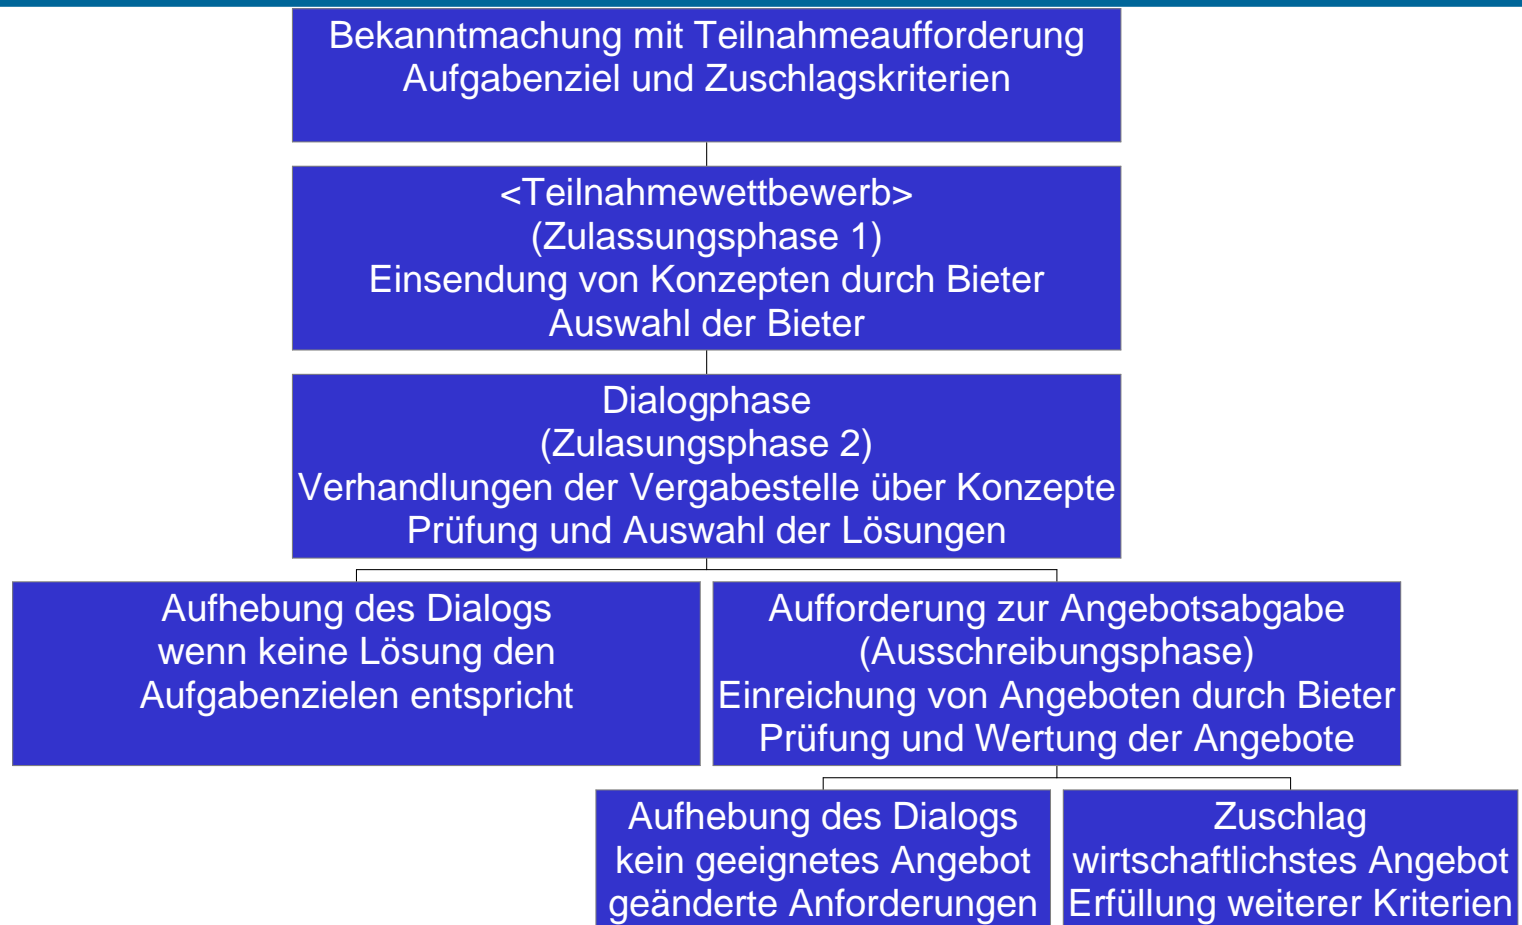 Bekanntmachung mit Teilnahmeaufforderung
Aufgabenziel und Zuschlagskriterien
<Teilnahmewettbewerb>
(Zulassungsphase 1)
Einsendung von Konzepten durch Bieter
Auswahl der Bieter
Dialogphase
(Zulasungsphase 2)
Verhandlungen der Vergabestelle über Konzepte
Prüfung und Auswahl der Lösungen
Aufhebung des Dialogs
wenn keine Lösung den
Aufgabenzielen entspricht
Aufforderung zur Angebotsabgabe
(Ausschreibungsphase)
Einreichung von Angeboten durch Bieter
Prüfung und Wertung der Angebote
Aufhebung des Dialogs
kein geeignetes Angebot
geänderte Anforderungen
Zuschlag
wirtschaftlichstes Angebot
Erfüllung weiterer Kriterien